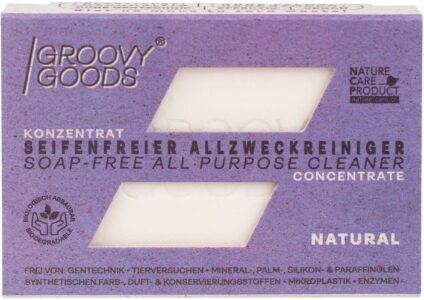 /GROOVY®
GOODS
NATURE
CARE
PRODUCT
KONZENTRAT
SEIFENFREIER ALLZWECKREINIGER
SOAP-FREE ALL PURPOSE CLEANER
CONCENTRATE
BIOLOGISCH ABBAUBAR
BIODEGRADABLE
NATURAL
FREI VON: GENTECHNIK • TIERVERSUCHEN • MINERAL-, PALM-, SILIKON- & PARAFFINÖLEN
SYNTHETISCHEN FARB-, DUFT- & KONSERVIERUNGSSTOFFEN • MIKROPLASTIK • ENZYMEN •